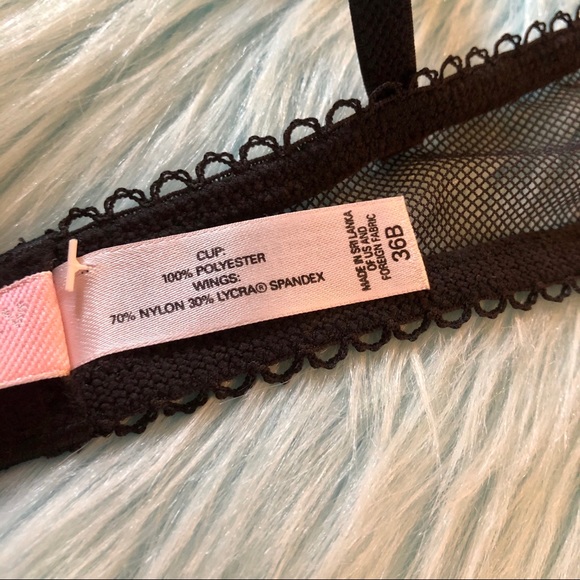 CUP:
100% POLYESTER
WINGS:
70% NYLON 30% LYCRA® SPANDEX
MADE IN SRI LANKA
OF US AND
FOREIGN FABRIC
36B